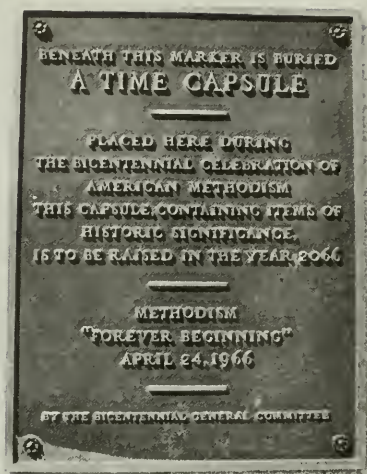 BENEATH THIS MARKER IS BURIED
A TIME CAPSULE
PLACED HERE DURING
THE BICENTENNIAL CELEBRATION OF
AMERICAN METHODISM
THIS CAPSULE, CONTAINING ITEMS OF
HISTORIC SIGNIFICANCE,
IS TO BE RAISED IN THE YEAR 2066
METHODISM
"FOREVER BEGINNING"
APRIL 24, 1966
BY THE BICENTENNIAL GENERAL COMMITTEE